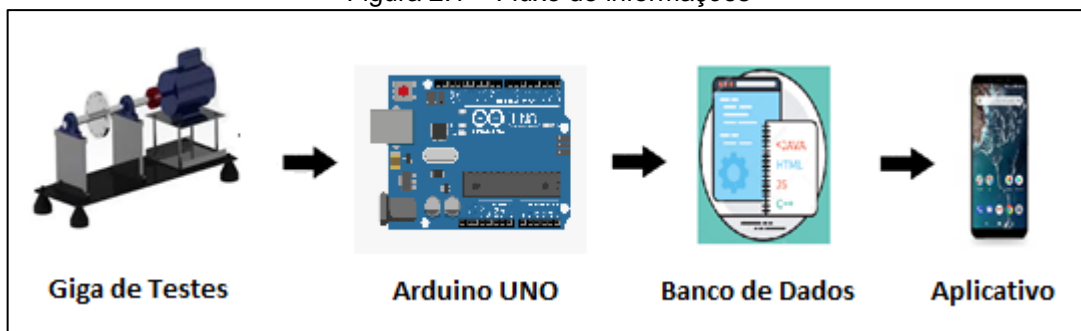 UNO
<JAVA
HTML
JS
C++
Giga de Testes
Arduino UNO
Banco de Dados
Aplicativo